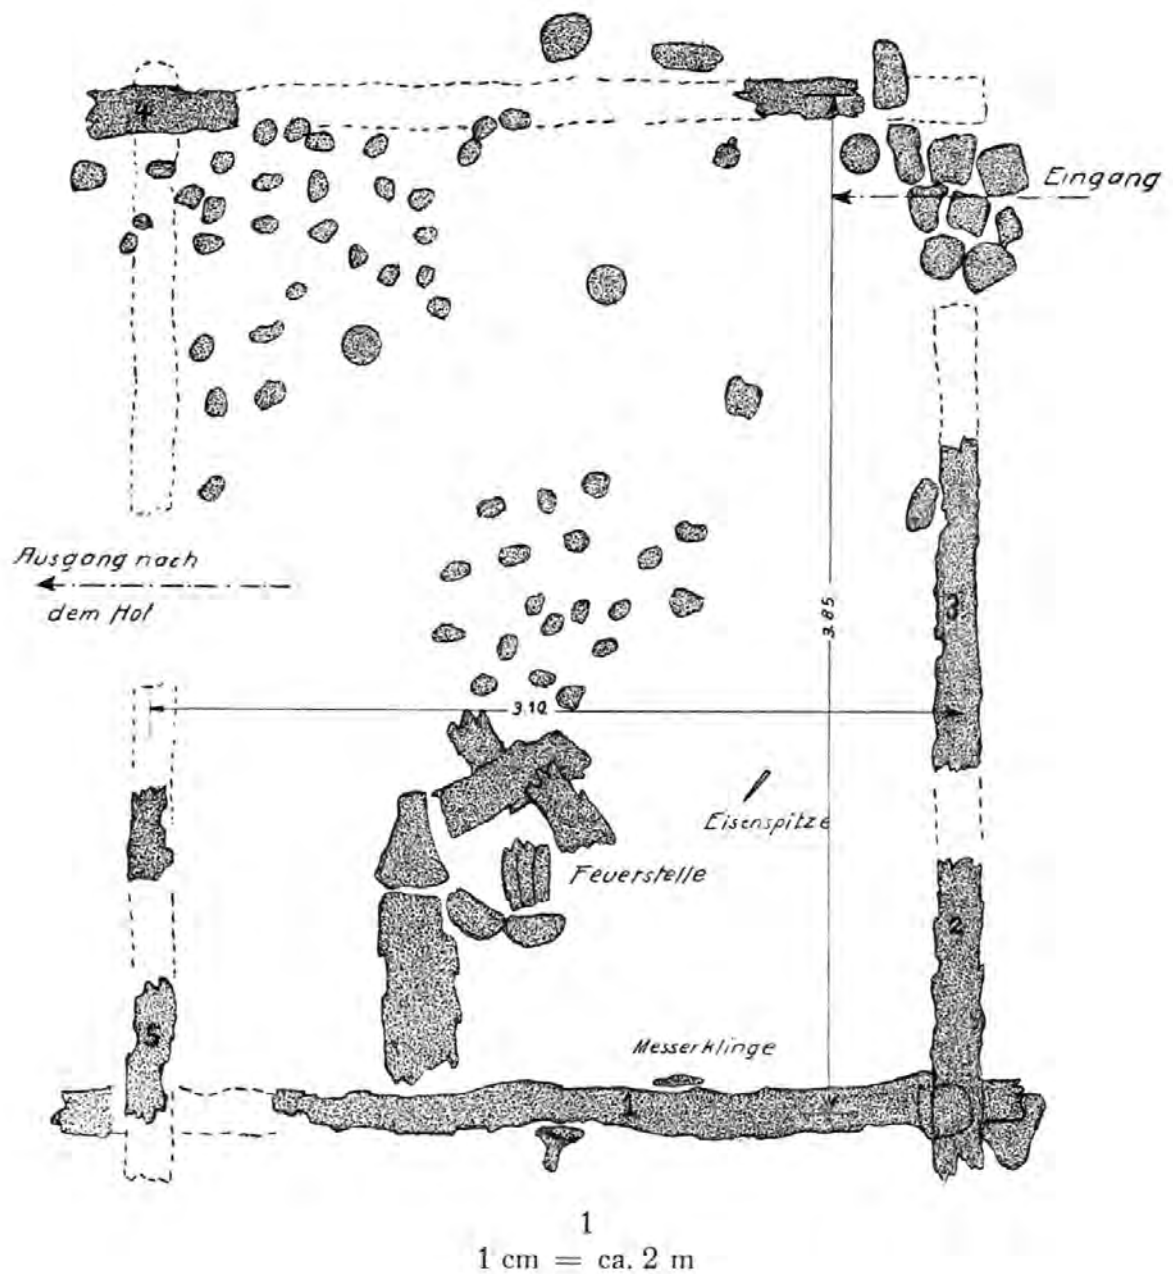 4
Eingang
Ausgang nach
dem Hof
3
3.85
3.10
Eisenspitze
Feuerstelle
2
5
Messerklinge
1
1
1 cm = ca. 2 m